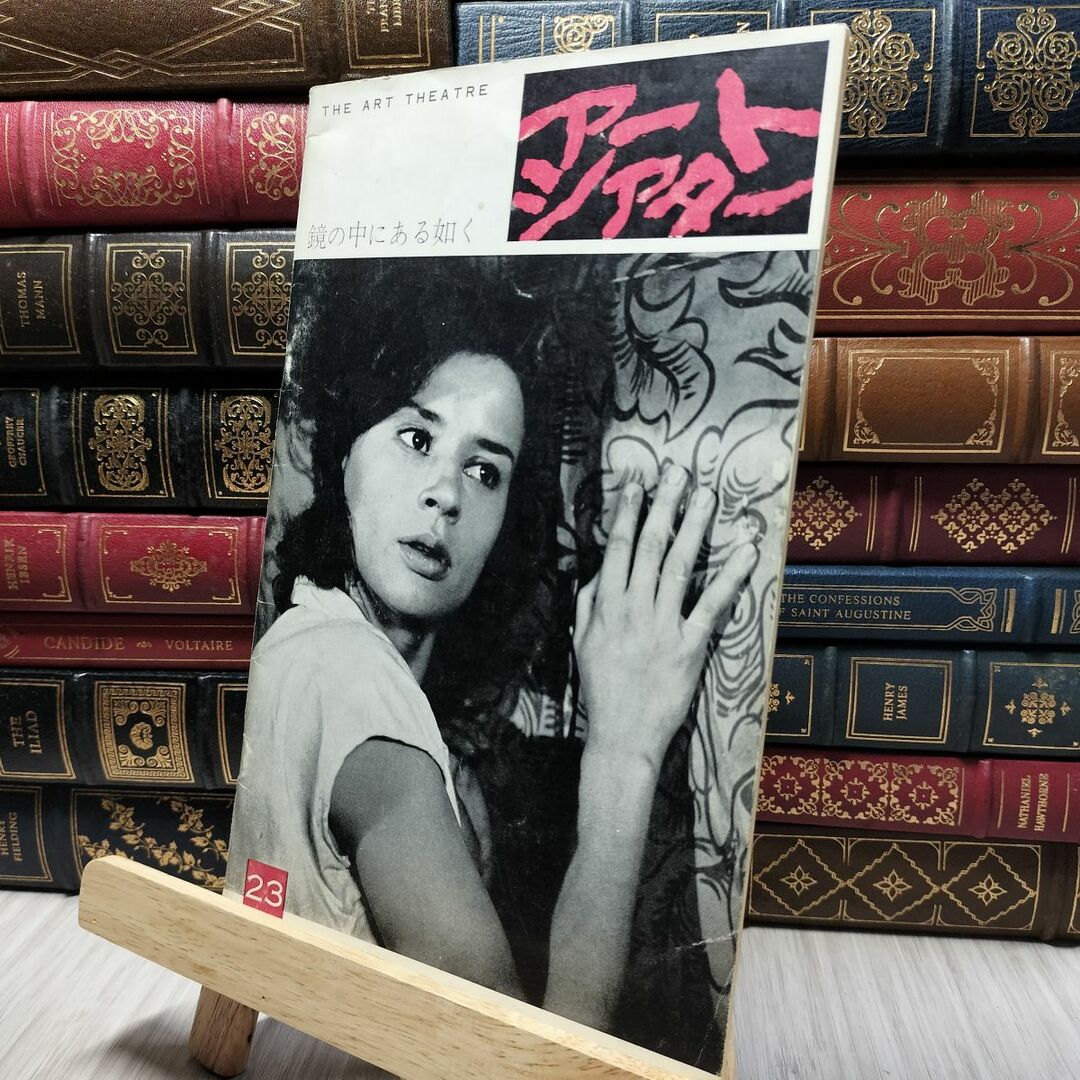 THE ART THEATRE
アート
シアター
鏡の中にある如く
23
THOMAS
MANN
GEOFFREY
CHAUCER
HENRIK
IBSEN
CANDIDE VOLTAIRE
THE
ILIAD
HENRY
FIELDING
THE CONFESSIONS
OF SAINT AUGUSTINE
HENRY
JAMES
NATHANIEL
HAWTHORNE